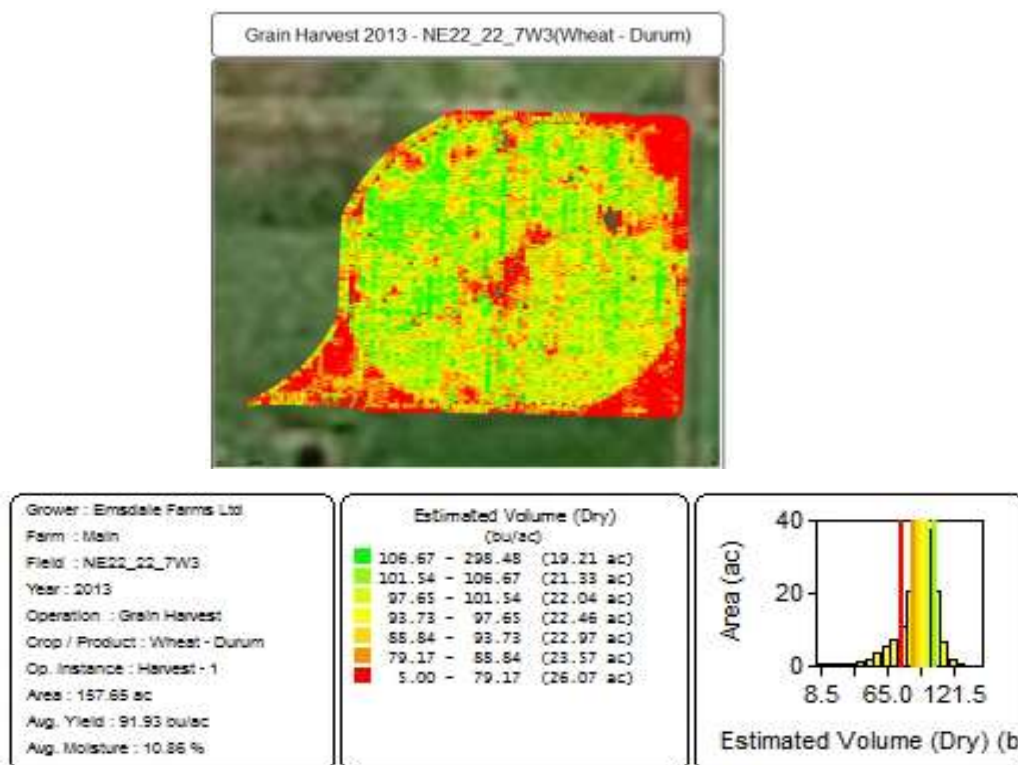 Grain Harvest 2013 - NE22_22_7W3(Wheat - Durum)
Grower : Emsdale Farms Ltd
Farm : Main
Field : NE22_22_7W3
Year : 2013
Operation : Grain Harvest
Crop / Product : Wheat - Durum
Op. Instance : Harvest - 1
Area : 157.65 ac
Avg. Yield : 91.93 bu/ac
Avg. Moisture : 10.86 %
Estimated Volume (Dry)
(bu/ac)
106.67 - 298.48 (19.21 ac)
101.54 - 106.67 (21.33 ac)
97.65 - 101.54 (22.04 ac)
93.73 - 97.65 (22.46 ac)
88.84 - 93.73 (22.97 ac)
79.17 - 88.84 (23.57 ac)
5.00 - 79.17 (26.07 ac)
Area (ac)
40
20
0
8.5 65.0 121.5
Estimated Volume (Dry) (b